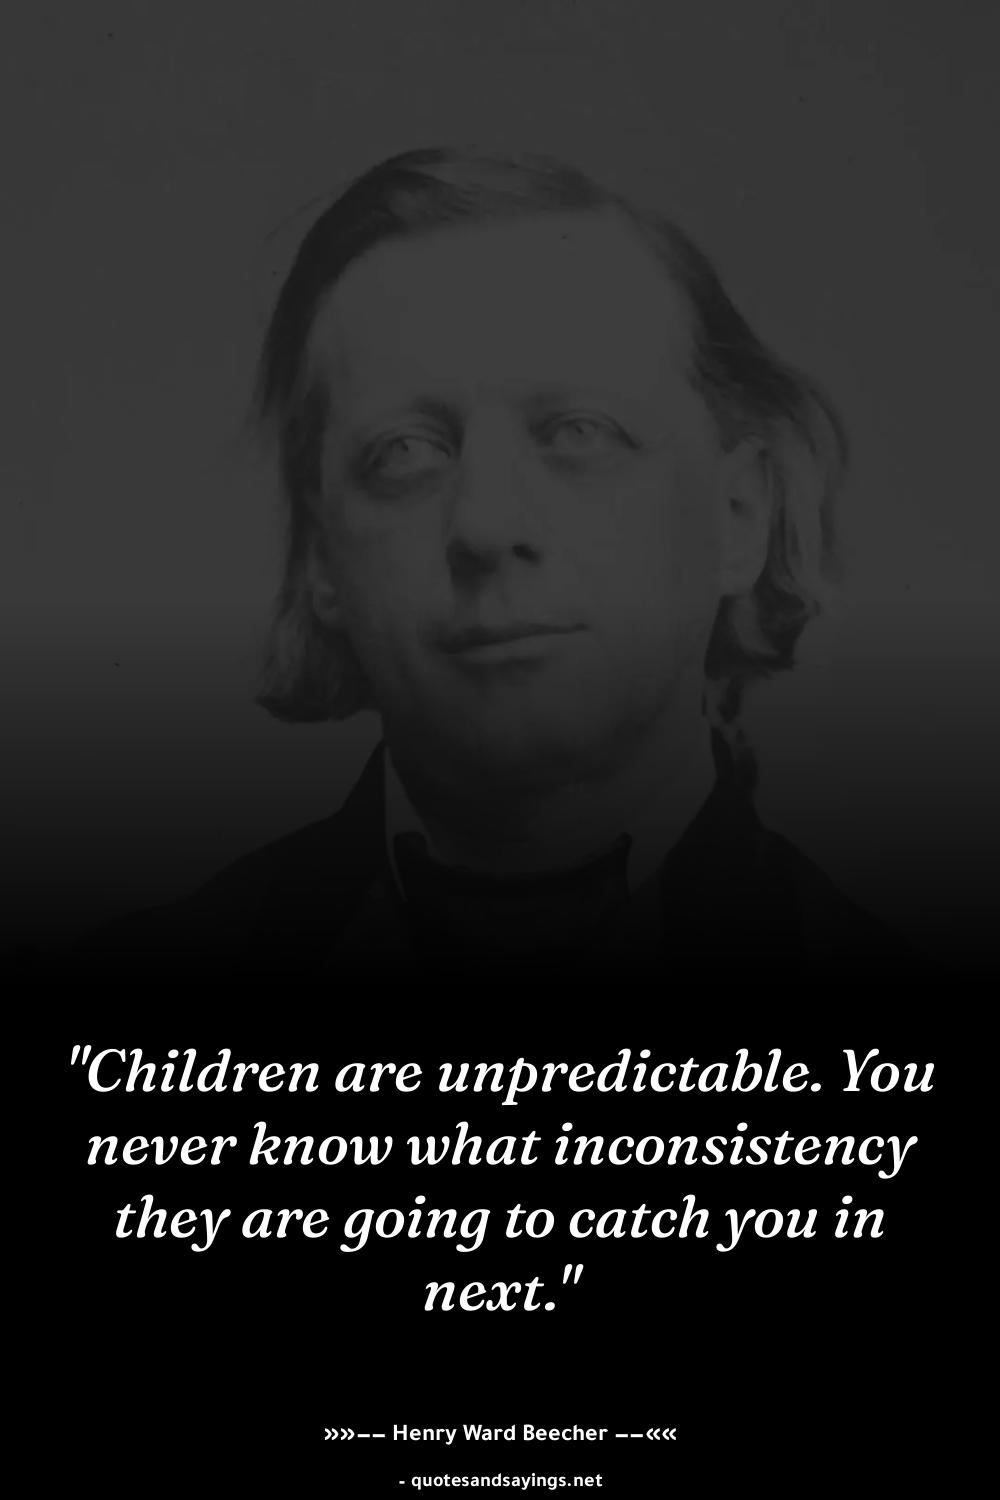 "Children are unpredictable. You
never know what inconsistency
they are going to catch you in
next."
»»−− Henry Ward Beecher −−««
- quotesandsayings.net